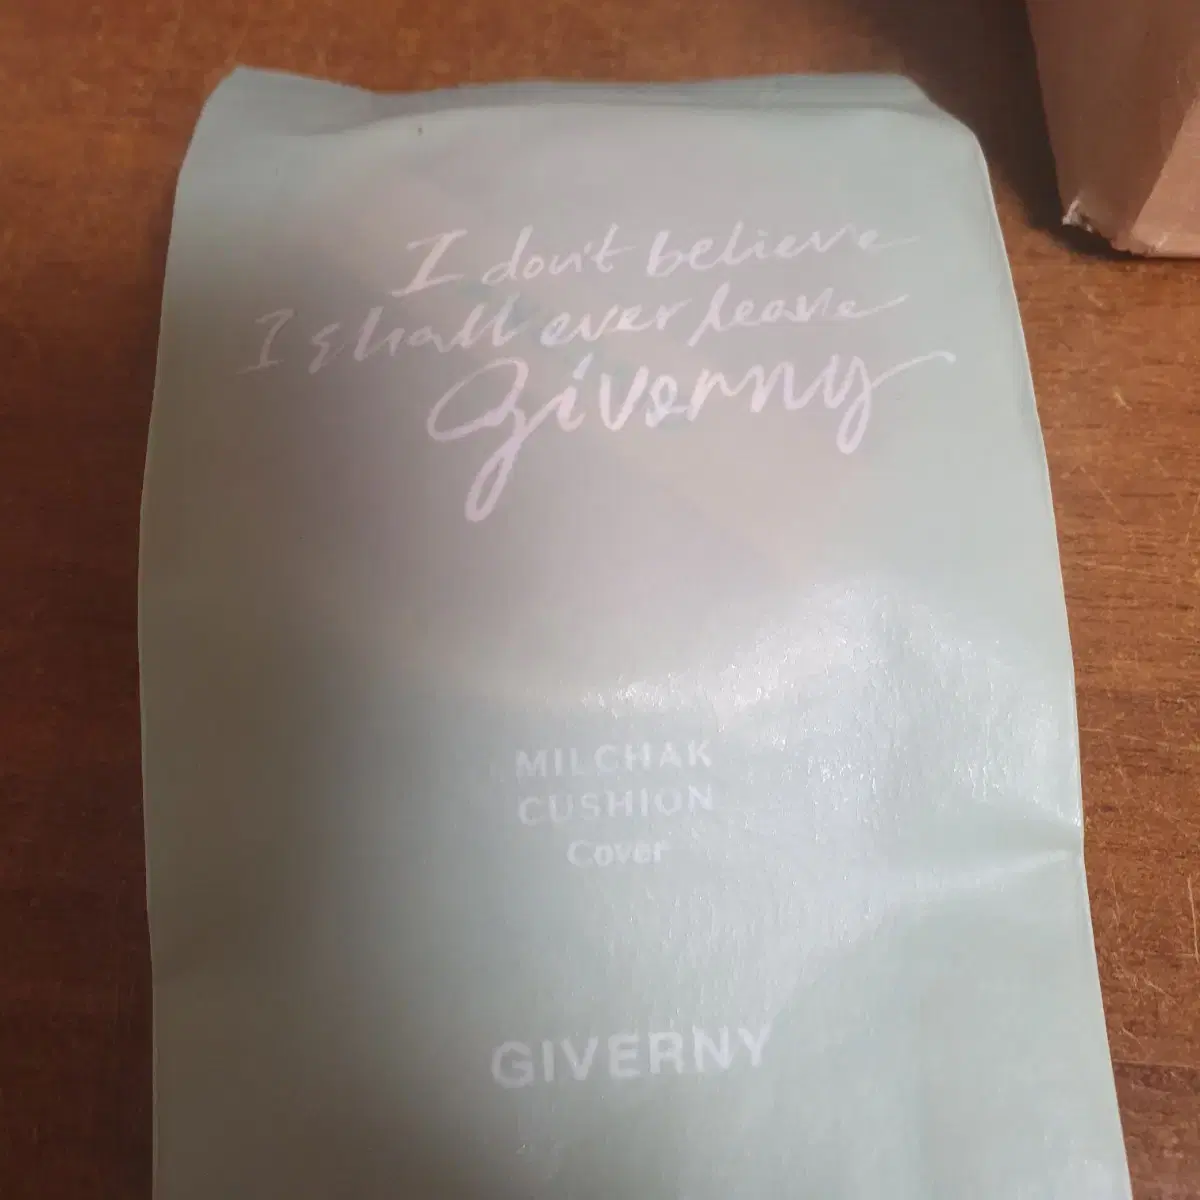 I don't believe
I shall ever leave
Giverny
MILCHAK
CUSHION
Cover
GIVERNY